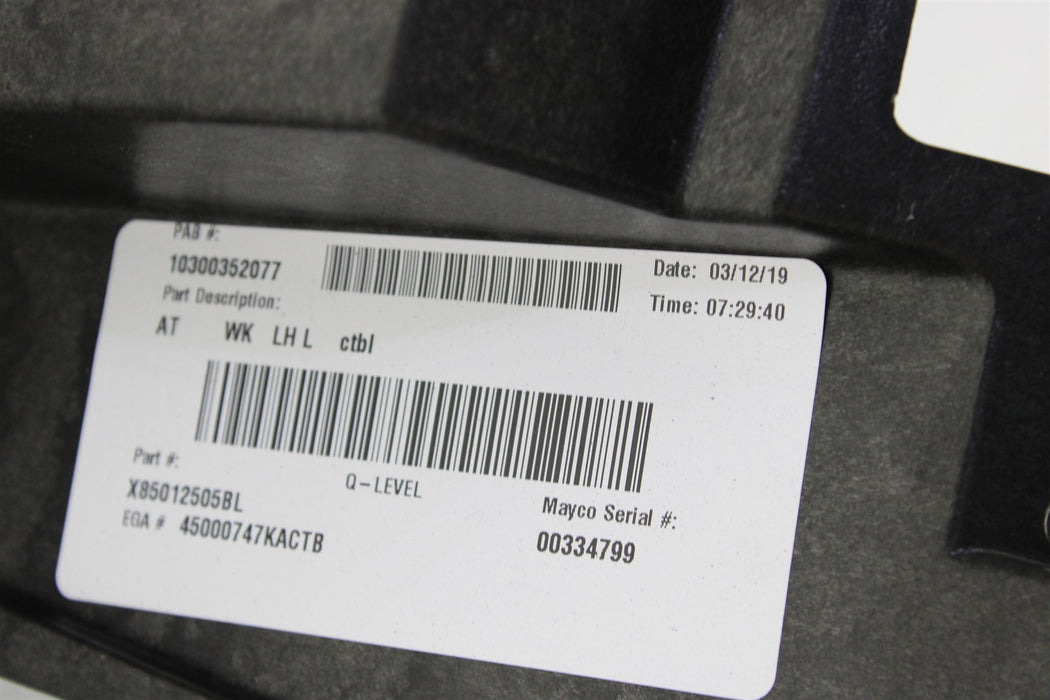 PAB #:
10300352077
Date: 03/12/19
Part Description:
Time: 07:29:40
AT WK LH L ctbl
Part #:
Q-LEVEL
X85012505BL
Mayco Serial #:
EGA # 45000747KACTB
00334799